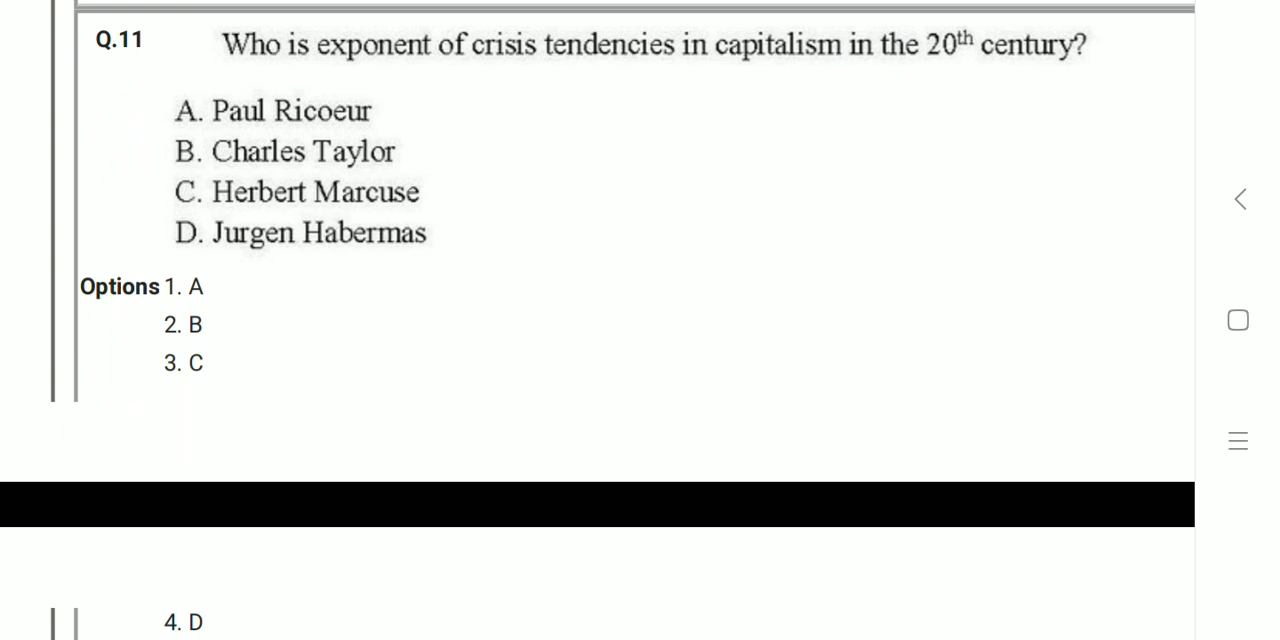 Q.11 Who is exponent of crisis tendencies in capitalism in the 20th century?
A. Paul Ricoeur
B. Charles Taylor
C. Herbert Marcuse
D. Jurgen Habermas
Options 1. A
2. B
3. C
4. D